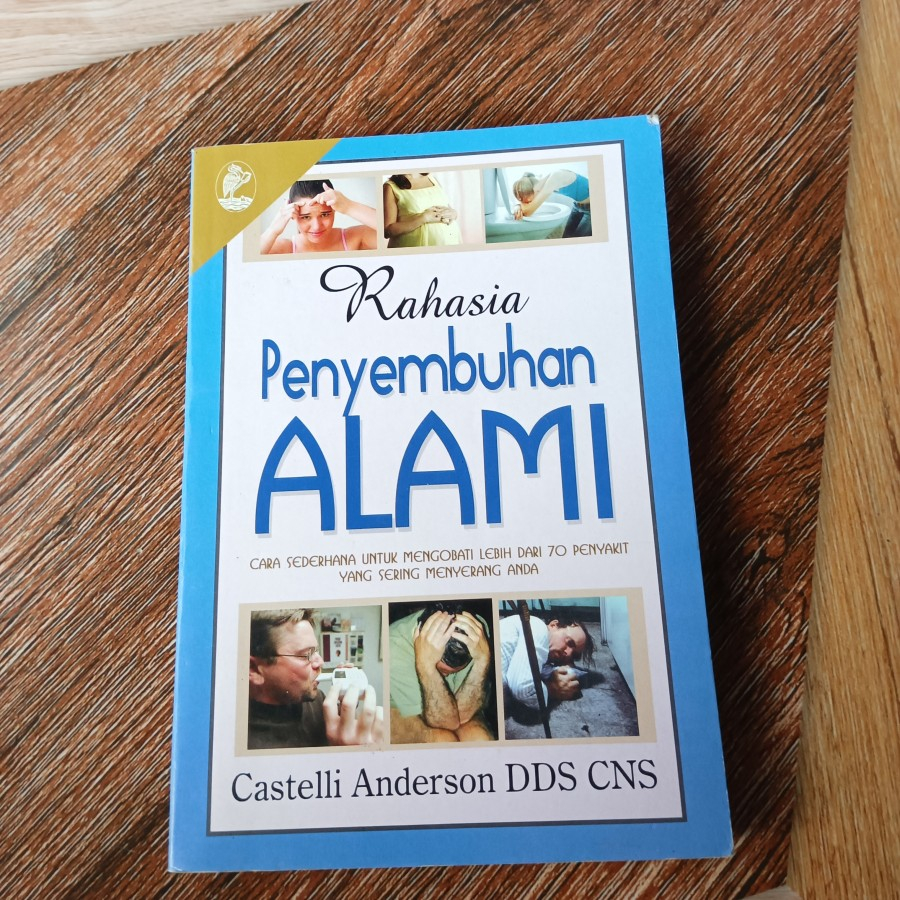 Rahasia
Penyembuhan
ALAMI
CARA SEDERHANA UNTUK MENGOBATI LEBIH DARI 70 PENYAKIT
YANG SERING MENYERANG ANDA
Castelli Anderson DDS CNS